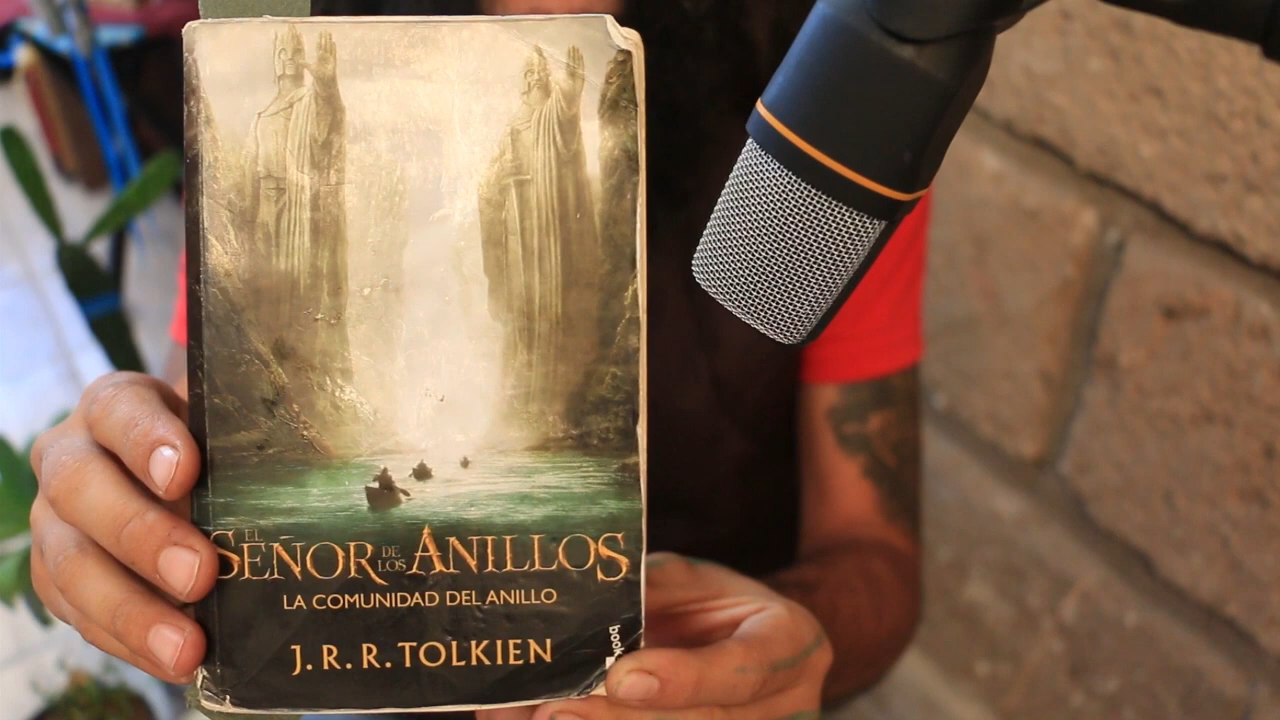 EL SEÑOR DE LOS ANILLOS
LA COMUNIDAD DEL ANILLO
J. R. R. TOLKIEN
book